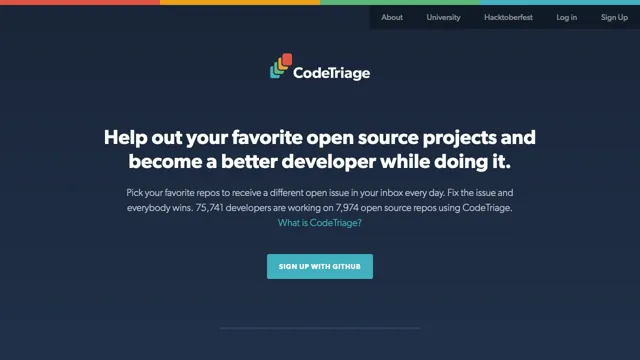 About University Hacktoberfest Log in Sign Up
CodeTriage
Help out your favorite open source projects and
become a better developer while doing it.
Pick your favorite repos to receive a different open issue in your inbox every day. Fix the issue and
everybody wins. 75,741 developers are working on 7,974 open source repos using CodeTriage.
What is CodeTriage?
SIGN UP WITH GITHUB